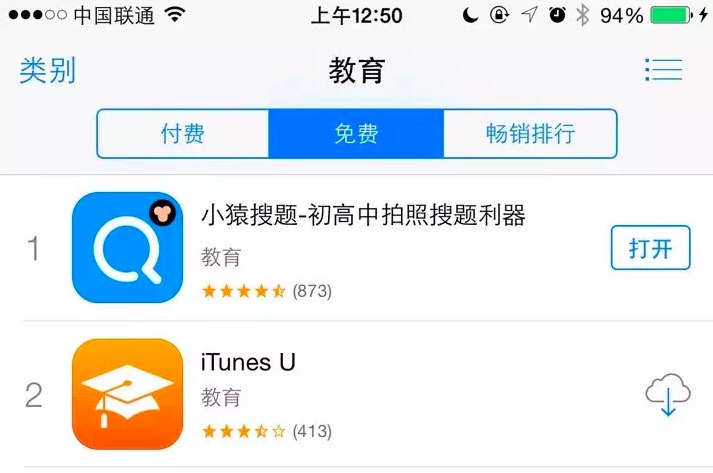 中国联通 上午12:50 94%
类别 教育
付费 免费 畅销排行
1 小猿搜题-初高中拍照搜题利器
教育
(873)
打开
2 iTunes U
教育
(413)